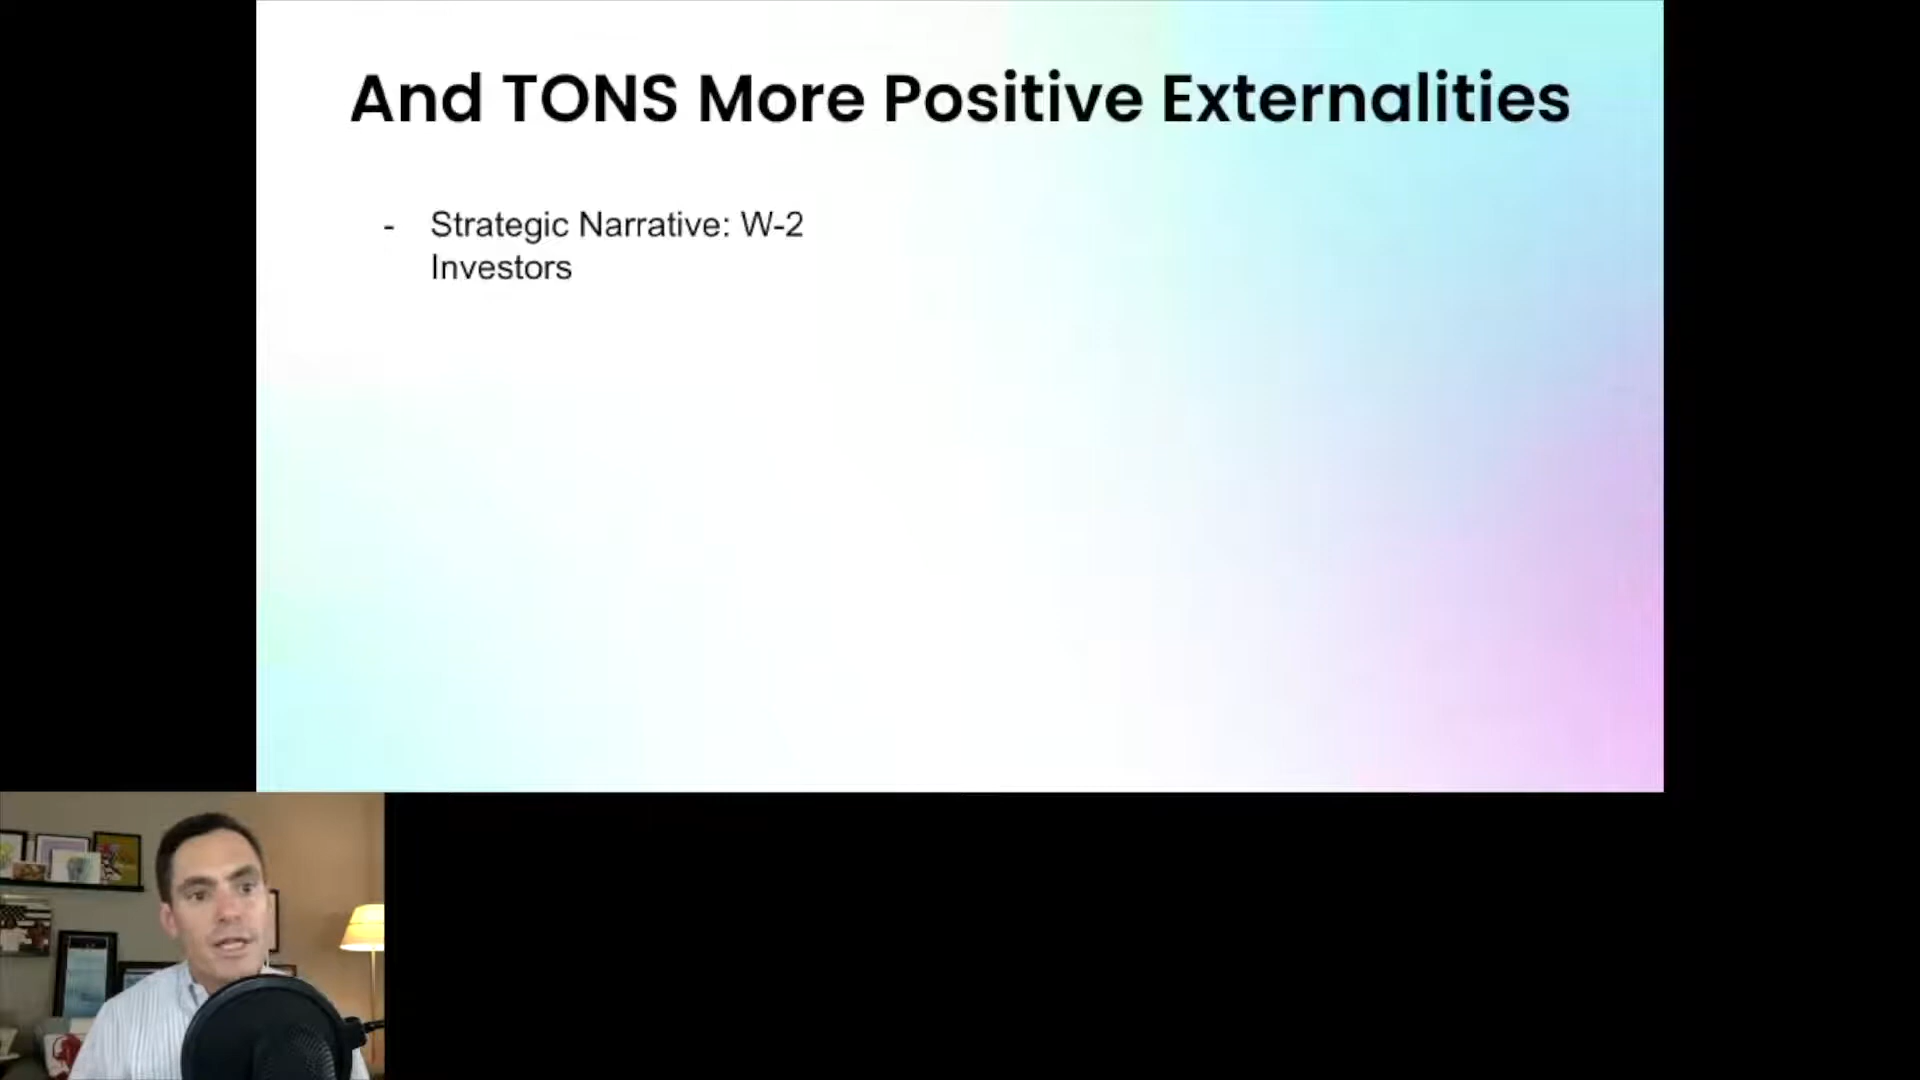 And TONS More Positive Externalities
- Strategic Narrative: W-2
Investors